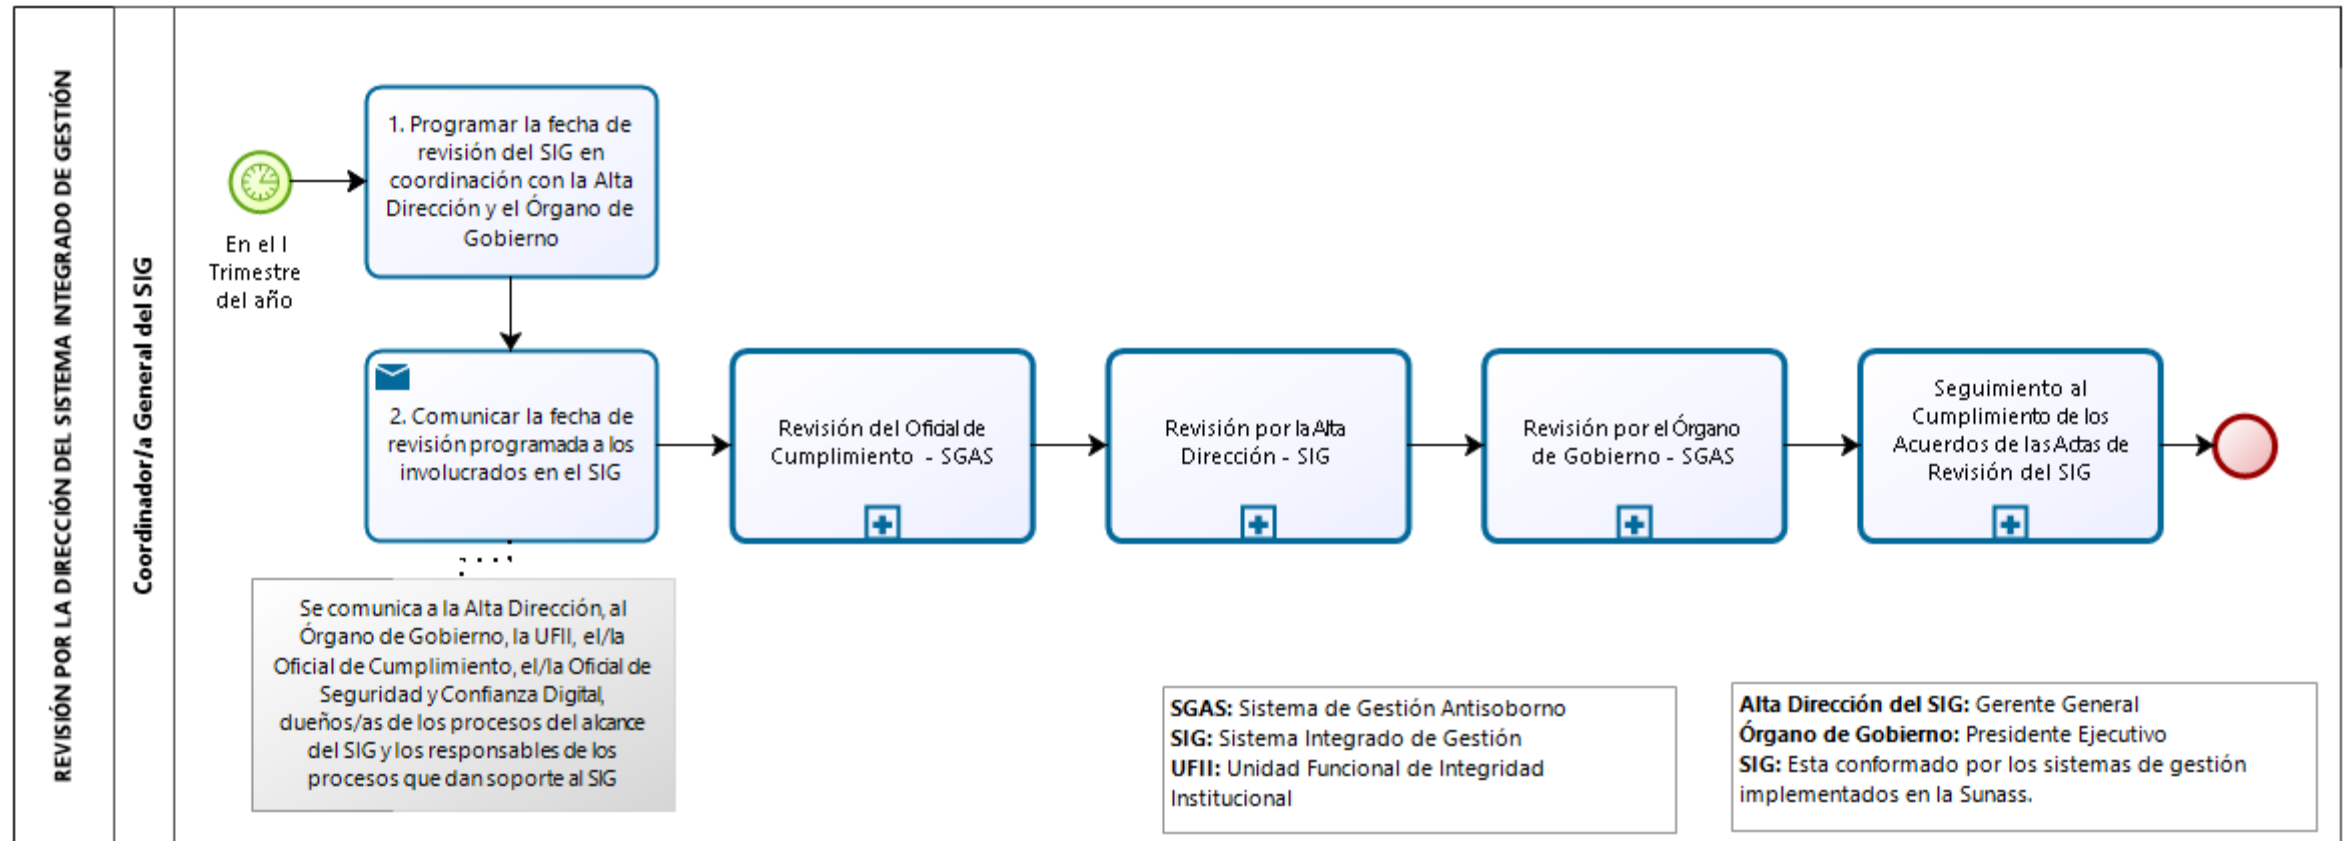 REVISIÓN POR LA DIRECCIÓN DEL SISTEMA INTEGRADO DE GESTIÓN
Coordinador/a General del SIG
En el I
Trimestre
del año
1. Programar la fecha de
revisión del SIG en
coordinación con la Alta
Dirección y el Órgano de
Gobierno
2. Comunicar la fecha de
revisión programada a los
involucrados en el SIG
Revisión del Oficial de
Cumplimiento - SGAS
Revisión por la Alta
Dirección - SIG
Revisión por el Órgano
de Gobierno - SGAS
Seguimiento al
Cumplimiento de los
Acuerdos de las Actas de
Revisión del SIG
Se comunica a la Alta Dirección, al
Órgano de Gobierno, la UFII, el/la
Oficial de Cumplimiento, el/la Oficial de
Seguridad y Confianza Digital,
dueños/as de los procesos del alcance
del SIG y los responsables de los
procesos que dan soporte al SIG
SGAS: Sistema de Gestión Antisoborno
SIG: Sistema Integrado de Gestión
UFII: Unidad Funcional de Integridad
Institucional
Alta Dirección del SIG: Gerente General
Órgano de Gobierno: Presidente Ejecutivo
SIG: Esta conformado por los sistemas de gestión
implementados en la Sunass.